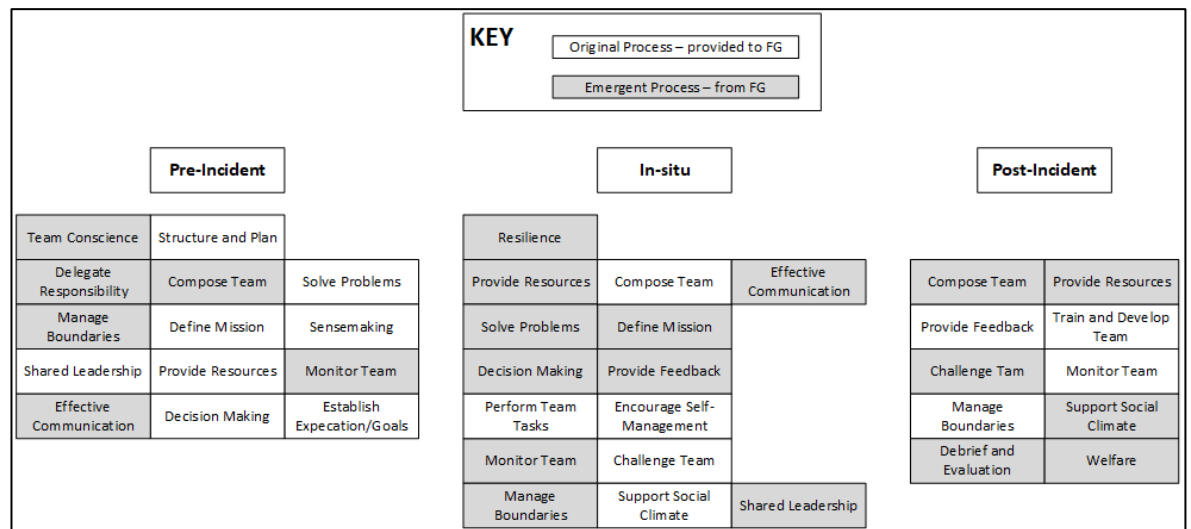 KEY
Original Process – provided to FG
Emergent Process – from FG
Pre-Incident
In-situ
Post-Incident
Team Conscience
Structure and Plan
Delegate
Responsibility
Compose Team
Solve Problems
Manage
Boundaries
Define Mission
Sensemaking
Shared Leadership
Provide Resources
Monitor Team
Effective
Communication
Decision Making
Establish
Expecation/Goals
Resilience
Provide Resources
Compose Team
Effective
Communication
Solve Problems
Define Mission
Decision Making
Provide Feedback
Perform Team
Tasks
Encourage Self-
Management
Monitor Team
Challenge Team
Manage
Boundaries
Support Social
Climate
Shared Leadership
Compose Team
Provide Resources
Provide Feedback
Train and Develop
Team
Challenge Tam
Monitor Team
Manage
Boundaries
Support Social
Climate
Debrief and
Evaluation
Welfare